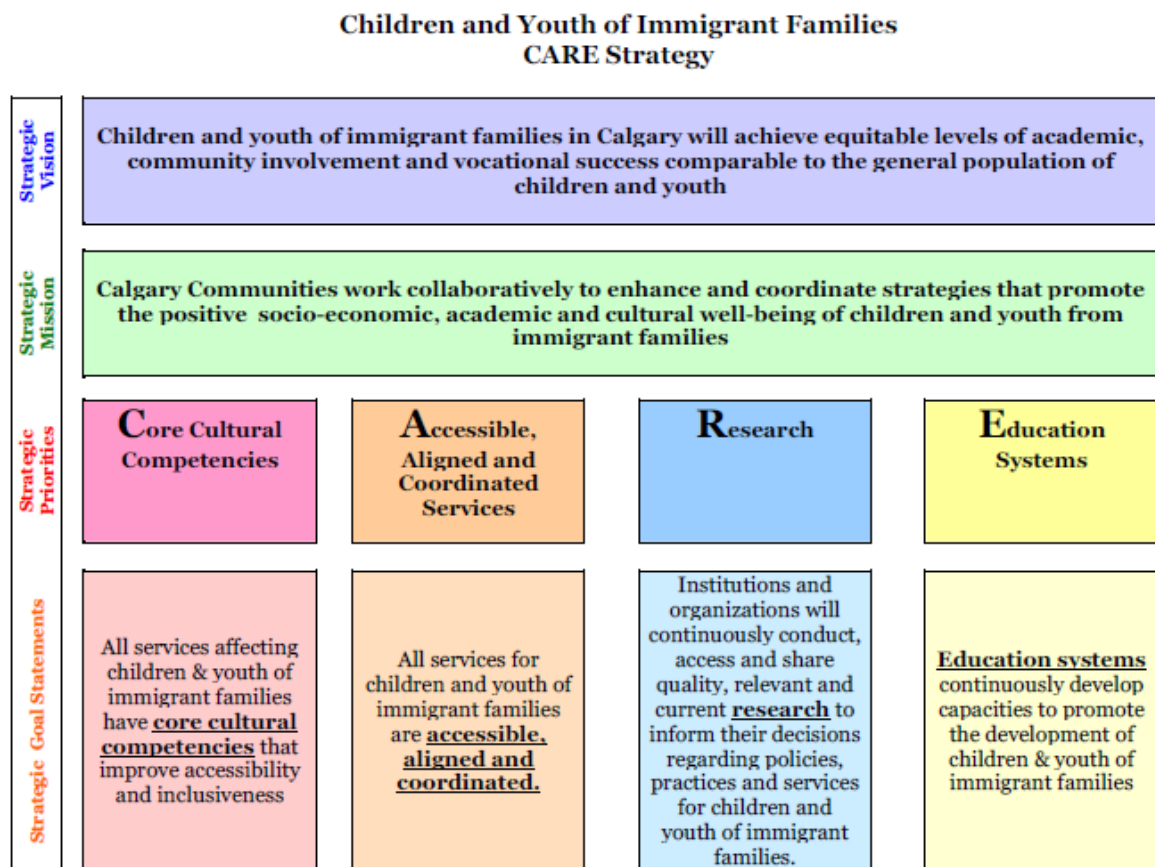 Children and Youth of Immigrant Families
CARE Strategy
Strategic
Vision
Children and youth of immigrant families in Calgary will achieve equitable levels of academic,
community involvement and vocational success comparable to the general population of
children and youth
Strategic
Mission
Calgary Communities work collaboratively to enhance and coordinate strategies that promote
the positive socio-economic, academic and cultural well-being of children and youth from
immigrant families
Strategic
Priorities
Core Cultural
Competencies
Accessible,
Aligned and
Coordinated
Services
Research
Education
Systems
Strategic Goal Statements
All services affecting
children & youth of
immigrant families
have core cultural
competencies that
improve accessibility
and inclusiveness
All services for
children and youth of
immigrant families
are accessible,
aligned and
coordinated.
Institutions and
organizations will
continuously conduct,
access and share
quality, relevant and
current research to
inform their decisions
regarding policies,
practices and services
for children and
youth of immigrant
families.
Education systems
continuously develop
capacities to promote
the development of
children & youth of
immigrant families